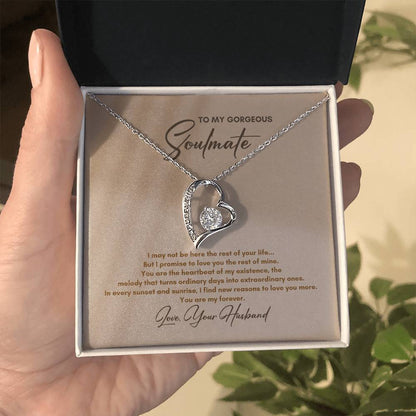 TO MY GORGEOUS
Soulmate
I may not be here the rest of your life...
But I promise to love you the rest of mine.
You are the heartbeat of my existence, the
melody that turns ordinary days into extraordinary ones.
In every sunset and sunrise, I find new reasons to love you more.
You are my forever.
Love, Your Husband